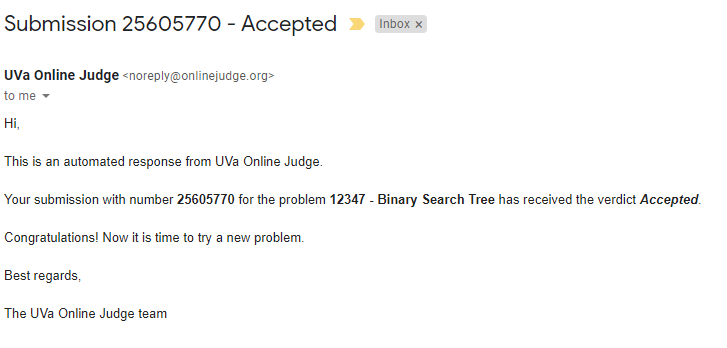 Submission 25605770 - Accepted Inbox ×
UVa Online Judge <noreply@onlinejudge.org>
to me
Hi,
This is an automated response from UVa Online Judge.
Your submission with number 25605770 for the problem 12347 - Binary Search Tree has received the verdict Accepted.
Congratulations! Now it is time to try a new problem.
Best regards,
The UVa Online Judge team